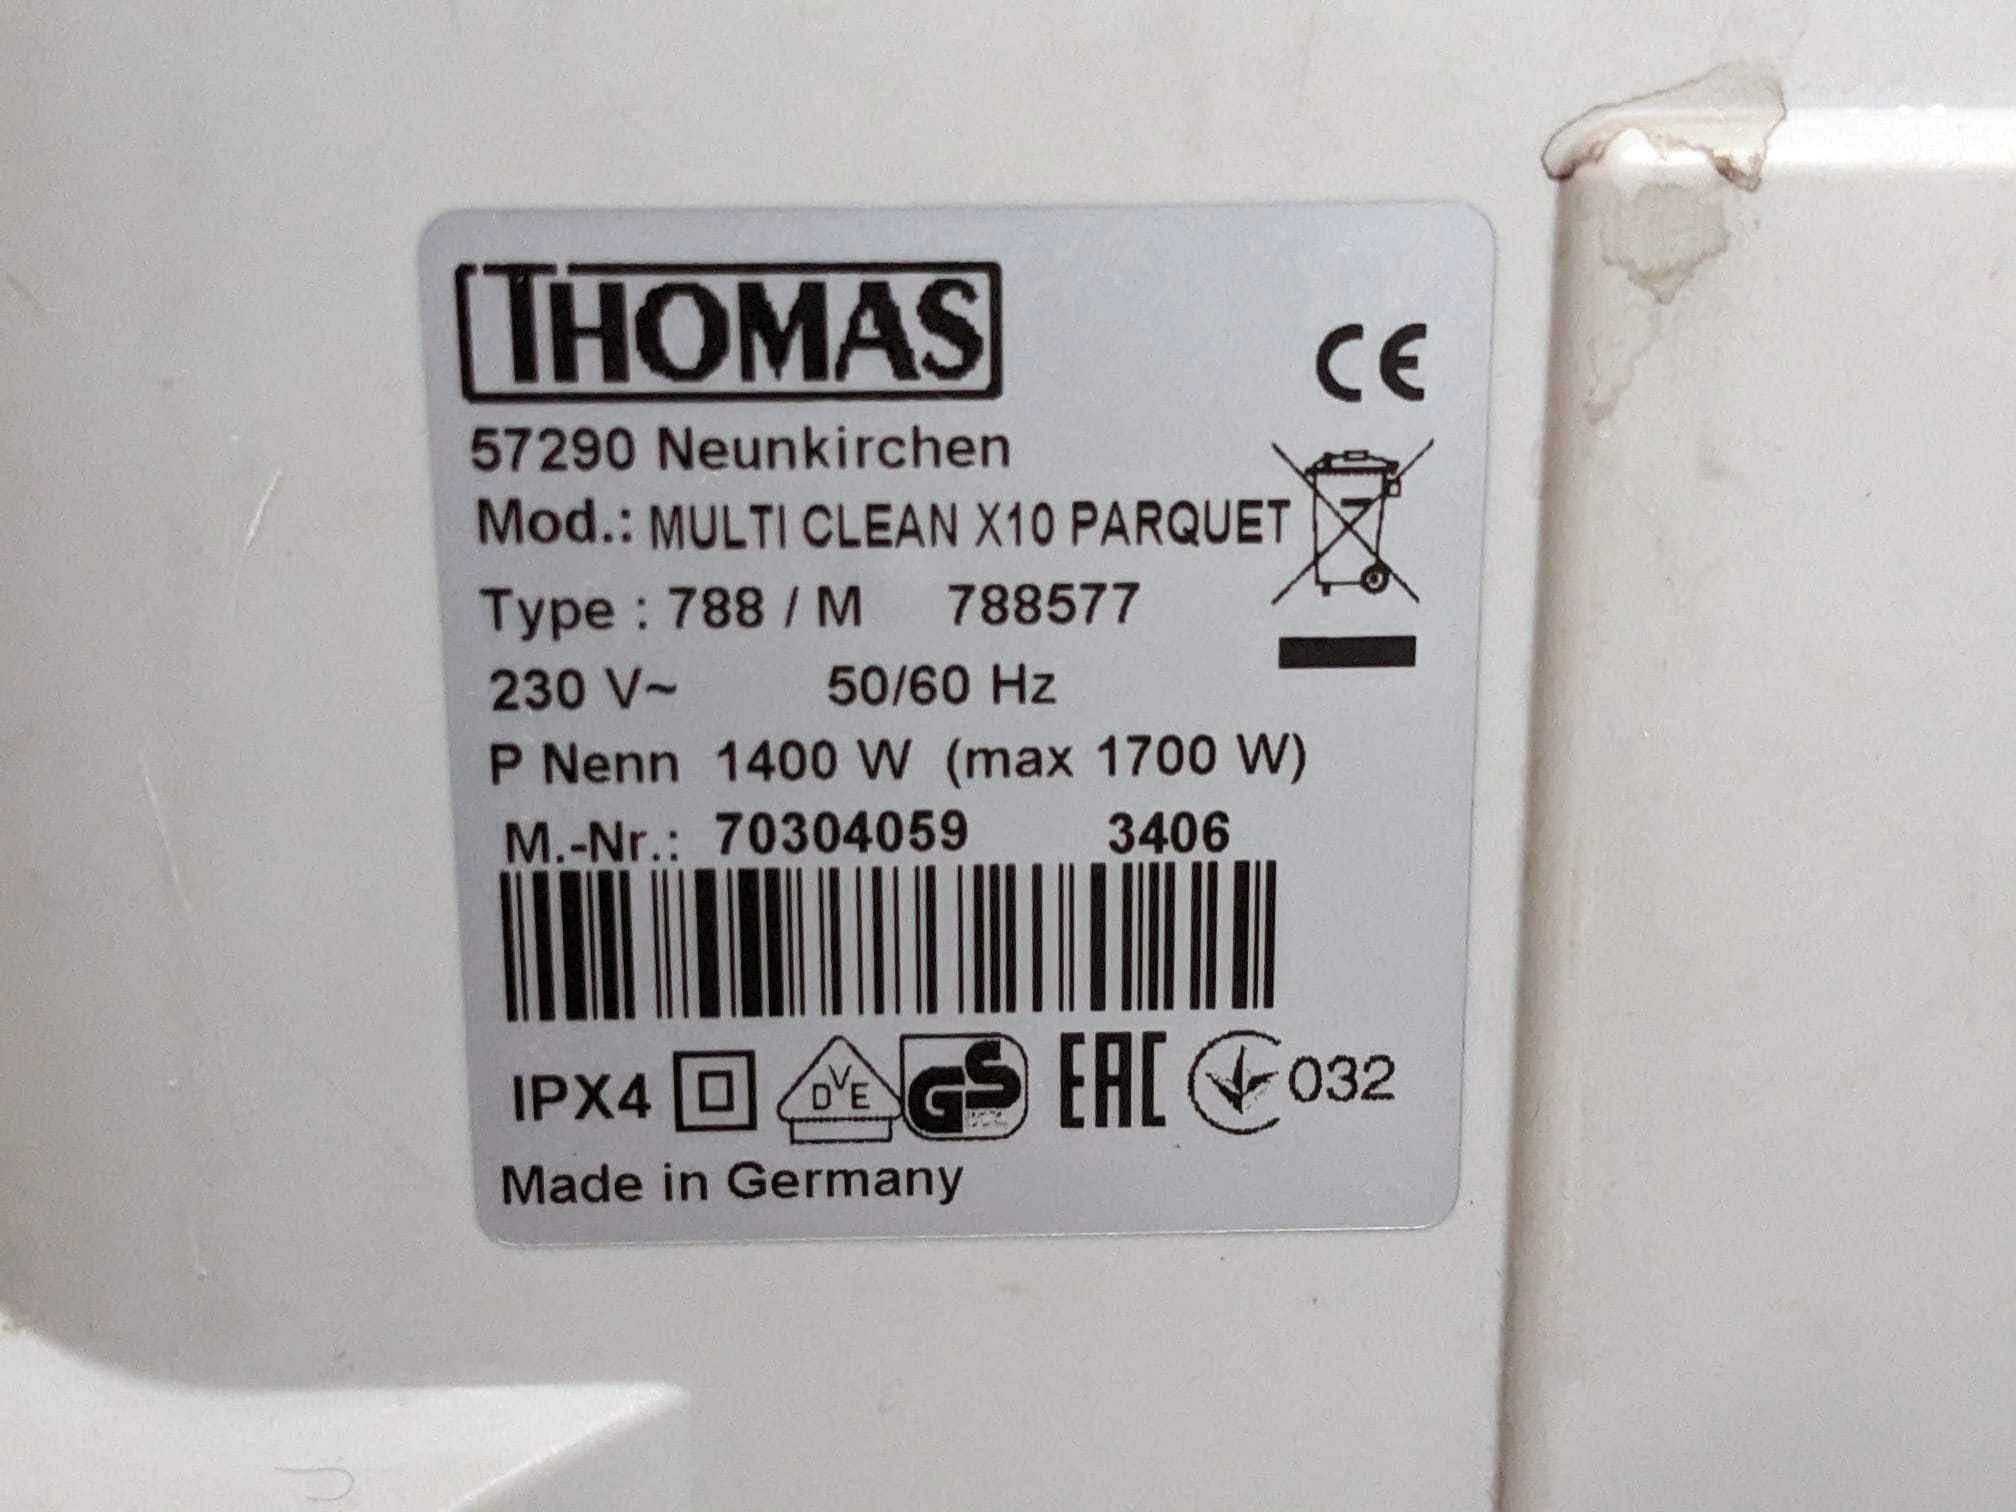 THOMAS
CE
57290 Neunkirchen
Mod.: MULTI CLEAN X10 PARQUET
Type : 788 / M 788577
230 V~ 50/60 Hz
P Nenn 1400 W (max 1700 W)
M.-Nr.: 70304059 3406
IPX4 DVE GS EAC 032
Made in Germany